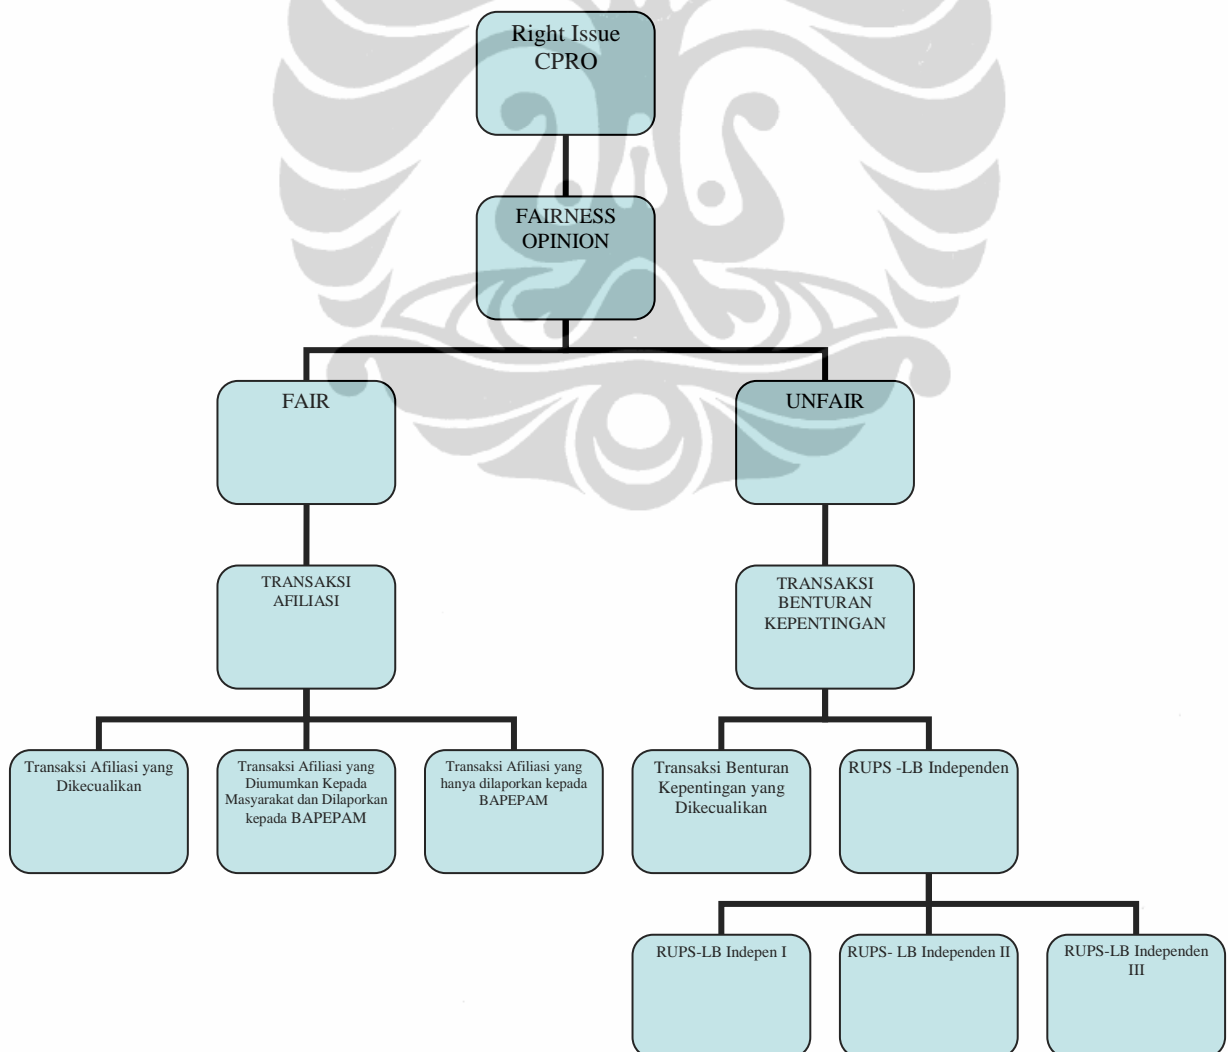 Right Issue
CPRO
FAIRNESS
OPINION
FAIR
UNFAIR
TRANSAKSI
AFILIASI
TRANSAKSI
BENTURAN
KEPENTINGAN
Transaksi Afiliasi yang
Dikecualikan
Transaksi Afiliasi yang
Diumumkan Kepada
Masyarakat dan Dilaporkan
kepada BAPEPAM
Transaksi Afiliasi yang
hanya dilaporkan kepada
BAPEPAM
Transaksi Benturan
Kepentingan yang
Dikecualikan
RUPS -LB Independen
RUPS-LB Indepen I
RUPS- LB Independen II
RUPS-LB Independen
III